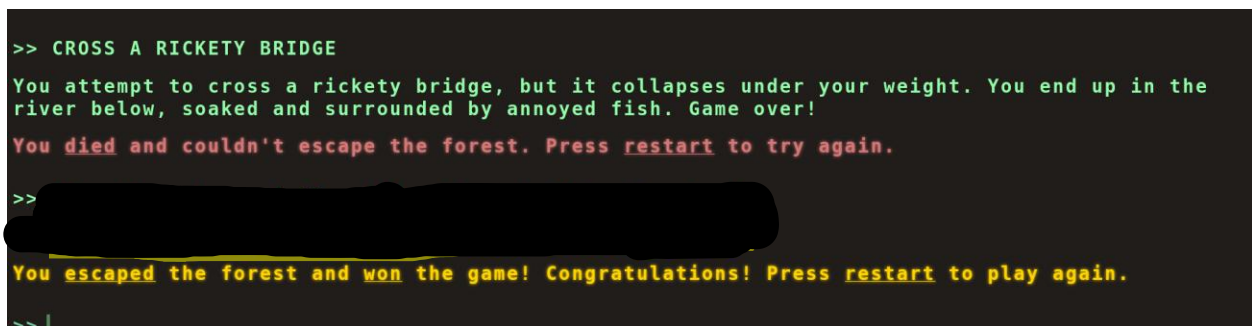 >> CROSS A RICKETY BRIDGE
You attempt to cross a rickety bridge, but it collapses under your weight. You end up in the
river below, soaked and surrounded by annoyed fish. Game over!
You died and couldn't escape the forest. Press restart to try again.
>>
You escaped the forest and won the game! Congratulations! Press restart to play again.
>>